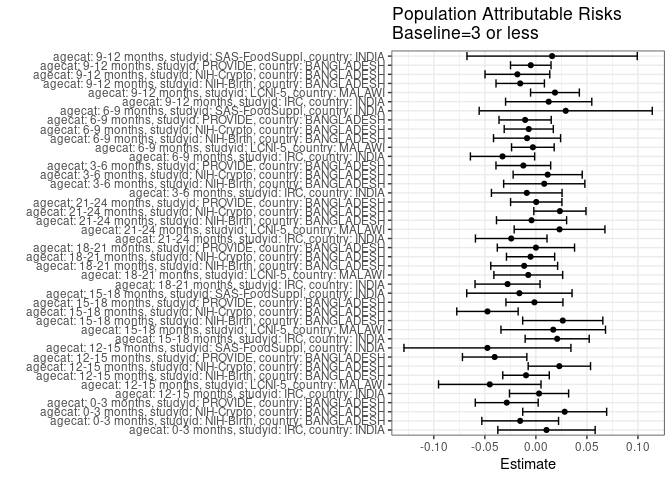 Population Attributable Risks
Baseline=3 or less
agecat: 9-12 months, studyid: SAS-FoodSuppl, country: INDIA
agecat: 9-12 months, studyid: PROVIDE, country: BANGLADESH
agecat: 9-12 months, studyid: NIH-Crypto, country: BANGLADESH
agecat: 9-12 months, studyid: NIH-Birth, country: BANGLADESH
agecat: 9-12 months, studyid: LCNI-5, country: MALAWI
agecat: 9-12 months, studyid: IRC, country: INDIA
agecat: 6-9 months, studyid: SAS-FoodSuppl, country: INDIA
agecat: 6-9 months, studyid: PROVIDE, country: BANGLADESH
agecat: 6-9 months, studyid: NIH-Crypto, country: BANGLADESH
agecat: 6-9 months, studyid: NIH-Birth, country: BANGLADESH
agecat: 6-9 months, studyid: LCNI-5, country: MALAWI
agecat: 6-9 months, studyid: IRC, country: INDIA
agecat: 3-6 months, studyid: PROVIDE, country: BANGLADESH
agecat: 3-6 months, studyid: NIH-Crypto, country: BANGLADESH
agecat: 3-6 months, studyid: NIH-Birth, country: BANGLADESH
agecat: 3-6 months, studyid: IRC, country: INDIA
agecat: 21-24 months, studyid: PROVIDE, country: BANGLADESH
agecat: 21-24 months, studyid: NIH-Crypto, country: BANGLADESH
agecat: 21-24 months, studyid: NIH-Birth, country: BANGLADESH
agecat: 21-24 months, studyid: LCNI-5, country: MALAWI
agecat: 21-24 months, studyid: IRC, country: INDIA
agecat: 18-21 months, studyid: PROVIDE, country: BANGLADESH
agecat: 18-21 months, studyid: NIH-Crypto, country: BANGLADESH
agecat: 18-21 months, studyid: NIH-Birth, country: BANGLADESH
agecat: 18-21 months, studyid: LCNI-5, country: MALAWI
agecat: 18-21 months, studyid: IRC, country: INDIA
agecat: 15-18 months, studyid: SAS-FoodSuppl, country: INDIA
agecat: 15-18 months, studyid: PROVIDE, country: BANGLADESH
agecat: 15-18 months, studyid: NIH-Crypto, country: BANGLADESH
agecat: 15-18 months, studyid: NIH-Birth, country: BANGLADESH
agecat: 15-18 months, studyid: LCNI-5, country: MALAWI
agecat: 15-18 months, studyid: IRC, country: INDIA
agecat: 12-15 months, studyid: SAS-FoodSuppl, country: INDIA
agecat: 12-15 months, studyid: PROVIDE, country: BANGLADESH
agecat: 12-15 months, studyid: NIH-Crypto, country: BANGLADESH
agecat: 12-15 months, studyid: NIH-Birth, country: BANGLADESH
agecat: 12-15 months, studyid: LCNI-5, country: MALAWI
agecat: 12-15 months, studyid: IRC, country: INDIA
agecat: 0-3 months, studyid: PROVIDE, country: BANGLADESH
agecat: 0-3 months, studyid: NIH-Crypto, country: BANGLADESH
agecat: 0-3 months, studyid: NIH-Birth, country: BANGLADESH
agecat: 0-3 months, studyid: IRC, country: INDIA
-0.10 -0.05 0.00 0.05 0.10
Estimate